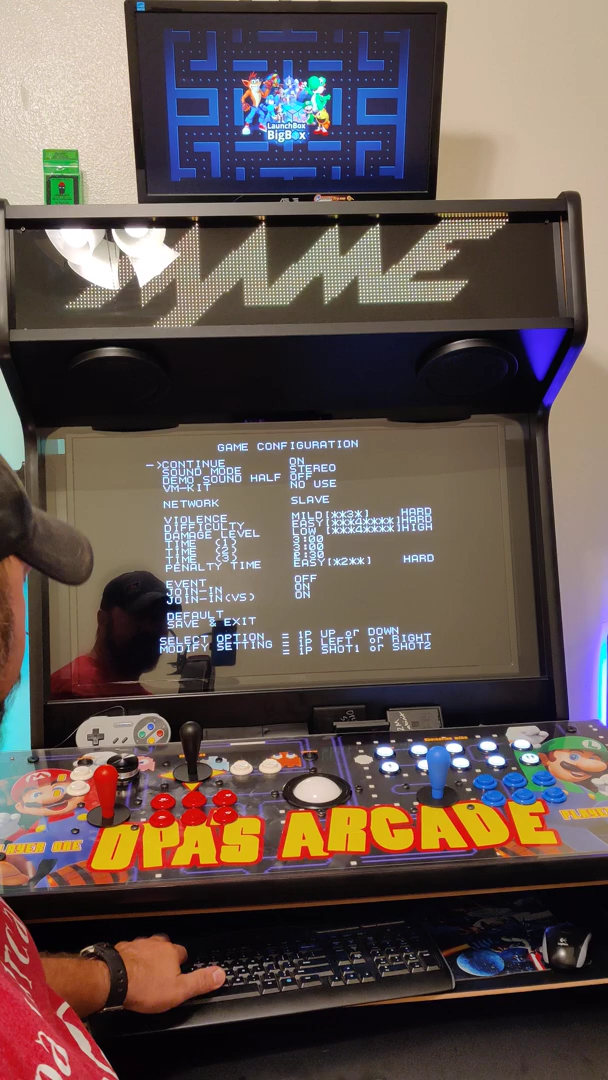 LaunchBox
BigBox
MAME
GAME CONFIGURATION
->CONTINUE ON
SOUND MODE STEREO
DEMO SOUND HALF OFF
VM-KIT NO USE
NETWORK SLAVE
VIOLENCE MILD[**3*] HARD
DIFFICULTY EASY[***4****]HARD
DAMAGE LEVEL LOW [***4****]HIGH
TIME (1) 3:00
TIME (2) 3:00
TIME (3) 2:30
PENALTY TIME EASY[*2**] HARD
EVENT OFF
JOIN-IN ON
JOIN-IN(VS) ON
DEFAULT
SAVE & EXIT
SELECT OPTION = 1P UP or DOWN
MODIFY SETTING = 1P LEFT or RIGHT
= 1P SHOT1 or SHOT2
PLAYER ONE
OPAS ARCADE